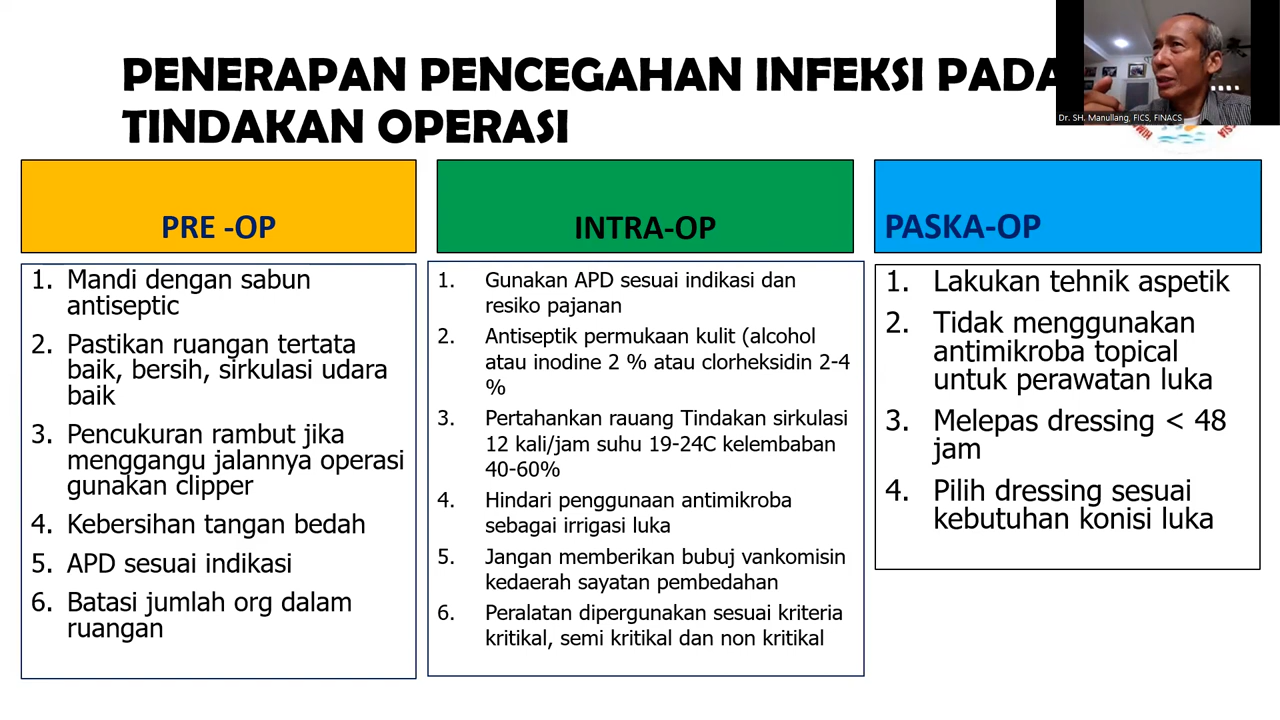 PENERAPAN PENCEGAHAN INFEKSI PADA
TINDAKAN OPERASI
Dr. SH. Manullang, FICS, FINACS
PRE -OP
1. Mandi dengan sabun
antiseptic
2. Pastikan ruangan tertata
baik, bersih, sirkulasi udara
baik
3. Pencukuran rambut jika
menggangu jalannya operasi
gunakan clipper
4. Kebersihan tangan bedah
5. APD sesuai indikasi
6. Batasi jumlah org dalam
ruangan
INTRA-OP
1. Gunakan APD sesuai indikasi dan
resiko pajanan
2. Antiseptik permukaan kulit (alcohol
atau inodine 2 % atau clorheksidin 2-4
%
3. Pertahankan rauang Tindakan sirkulasi
12 kali/jam suhu 19-24C kelembaban
40-60%
4. Hindari penggunaan antimikroba
sebagai irrigasi luka
5. Jangan memberikan bubuj vankomisin
kedaerah sayatan pembedahan
6. Peralatan dipergunakan sesuai kriteria
kritikal, semi kritikal dan non kritikal
PASKA-OP
1. Lakukan tehnik aspetik
2. Tidak menggunakan
antimikroba topical
untuk perawatan luka
3. Melepas dressing < 48
jam
4. Pilih dressing sesuai
kebutuhan konisi luka